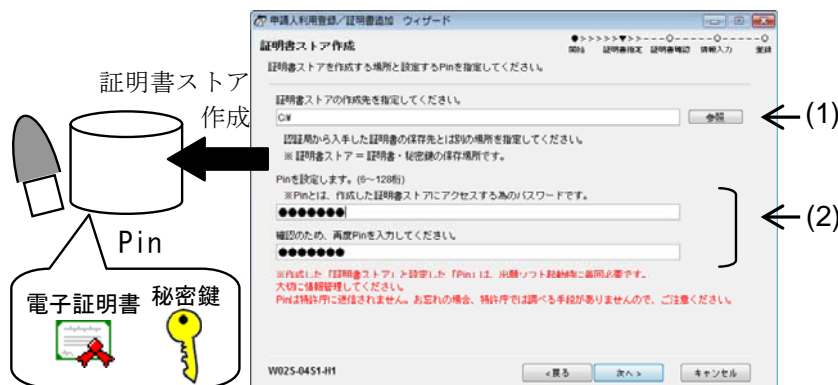 申請人利用登録／証明書追加 ウィザード
証明書ストア作成
●>>>>>▼>>---○-----○-----○
開始 証明書指定 証明書確認 情報入力 登録
証明書ストアを作成する場所と設定するPinを指定してください。
証明書ストア
作成
証明書ストアの作成先を指定してください。
C¥
参照
(1)
認証局から入手した証明書の保存先とは別の場所を指定してください。
※ 証明書ストア = 証明書・秘密鍵の保存場所です。
Pinを設定します。(6～128桁)
※Pinとは、作成した証明書ストアにアクセスする為のパスワードです。
●●●●●●●
(2)
確認のため、再度Pinを入力してください。
●●●●●●●
Pin
電子証明書
秘密鍵
※作成した「証明書ストア」と設定した「Pin」は、出願ソフト起動時に毎回必要です。
大切に情報管理してください。
Pinは特許庁に送信されません。お忘れの場合、特許庁では調べる手段がありませんので、ご注意ください。
W02S-04S1-H1
<戻る
次へ>
キャンセル